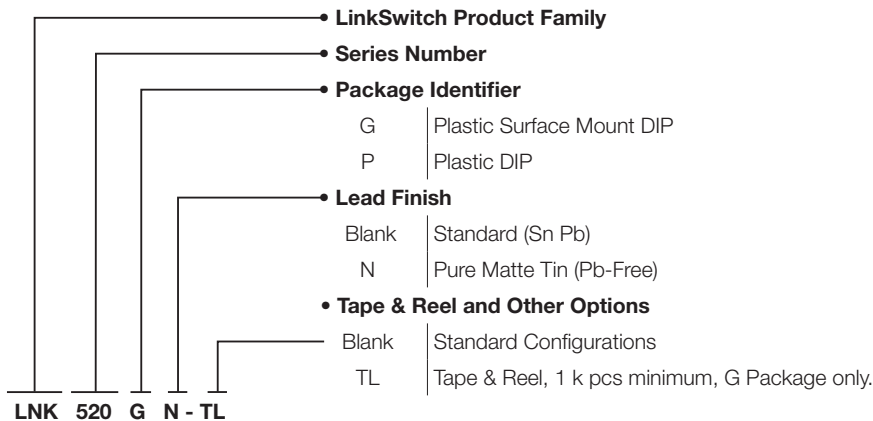 • LinkSwitch Product Family
• Series Number
• Package Identifier
G Plastic Surface Mount DIP
P Plastic DIP
• Lead Finish
Blank Standard (Sn Pb)
N Pure Matte Tin (Pb-Free)
• Tape & Reel and Other Options
Blank Standard Configurations
TL Tape & Reel, 1 k pcs minimum, G Package only.
LNK 520 G N - TL